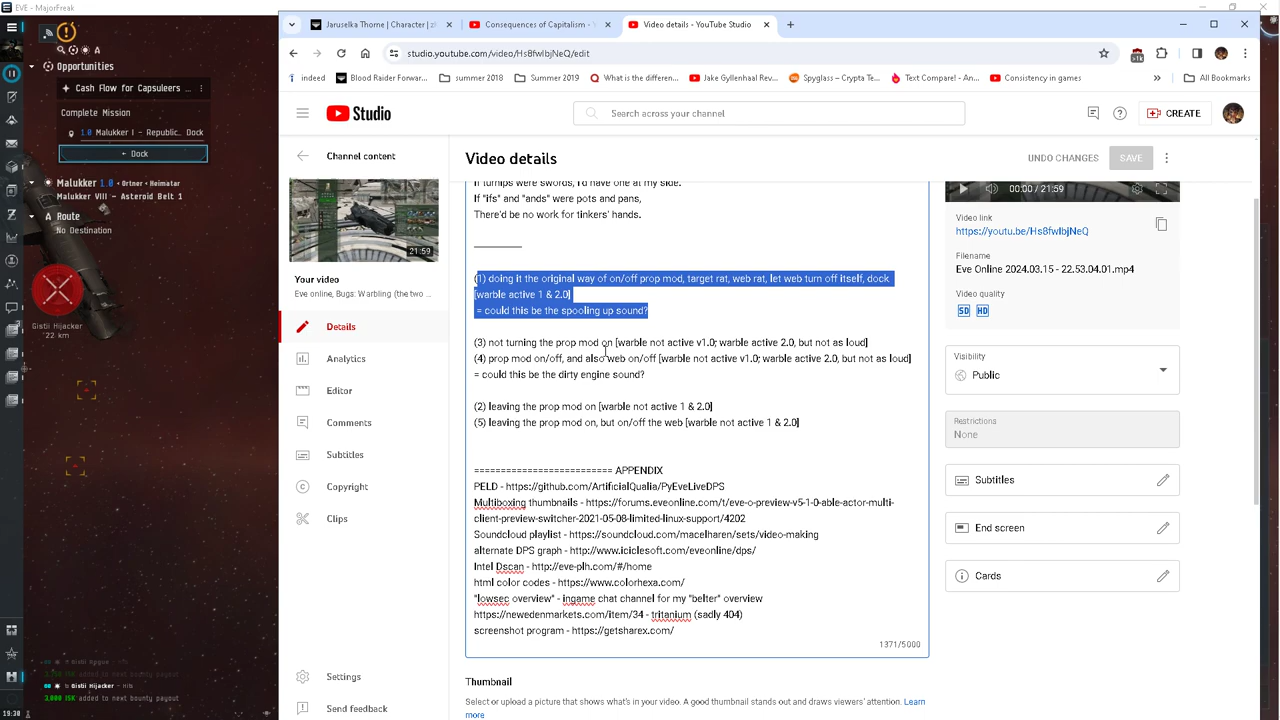 EVE - MajorFreak
Opportunities
Cash Flow for Capsuleers ...
Complete Mission
1.0 Malukker I - Republic... Dock
Dock
Malukker 1.0 < Ortner < Heimatar
Malukker VIII - Asteroid Belt 1
Route
No Destination
Gistii Hijacker
22 km
Gistii Hijacker - Hits
3,000 ISK added to next bounty payout
19:30
Jaruselka Thorne | Character | z
Consequences of Capitalism -
Video details - YouTube Studio
studio.youtube.com/video/Hs8fwIbjNeQ/edit
indeed
Blood Raider Forwar...
summer 2018
Summer 2019
What is the differen...
Jake Gyllenhaal Rev...
Spyglass – Crypta Te...
Text Compare! - An...
Consistency in games
All Bookmarks
Studio
Search across your channel
CREATE
Channel content
21:59
Your video
Eve online, Bugs: Warbling (the two ...
Details
Analytics
Editor
Comments
Subtitles
Copyright
Clips
Settings
Send feedback
Video details
UNDO CHANGES
SAVE
If turnips were swords, I'd have one at my side.
If "ifs" and "ands" were pots and pans,
There'd be no work for tinkers' hands.
(1) doing it the original way of on/off prop mod, target rat, web rat, let web turn off itself, dock
[warble active 1 & 2.0]
= could this be the spooling up sound?
(3) not turning the prop mod on [warble not active v1.0; warble active 2.0, but not as loud]
(4) prop mod on/off, and also web on/off [warble not active v1.0; warble active 2.0, but not as loud]
= could this be the dirty engine sound?
(2) leaving the prop mod on [warble not active 1 & 2.0]
(5) leaving the prop mod on, but on/off the web [warble not active 1 & 2.0]
========================= APPENDIX
PELD - https://github.com/ArtificialQualia/PyEveLiveDPS
Multiboxing thumbnails - https://forums.eveonline.com/t/eve-o-preview-v5-1-0-able-actor-multi-
client-preview-switcher-2021-05-08-limited-linux-support/4202
Soundcloud playlist - https://soundcloud.com/macelharen/sets/video-making
alternate DPS graph - http://www.iciclesoft.com/eveonline/dps/
Intel Dscan - http://eve-plh.com/#/home
html color codes - https://www.colorhexa.com/
"lowsec overview" - ingame chat channel for my "belter" overview
https://newedenmarkets.com/item/34 - tritanium (sadly 404)
screenshot program - https://getsharex.com/
1371/5000
Thumbnail
Select or upload a picture that shows what's in your video. A good thumbnail stands out and draws viewers' attention. Learn
more
00:00 / 21:59
Video link
https://youtu.be/Hs8fwIbjNeQ
Filename
Eve Online 2024.03.15 - 22.53.04.01.mp4
Video quality
SD
HD
Visibility
Public
Restrictions
None
Subtitles
End screen
Cards